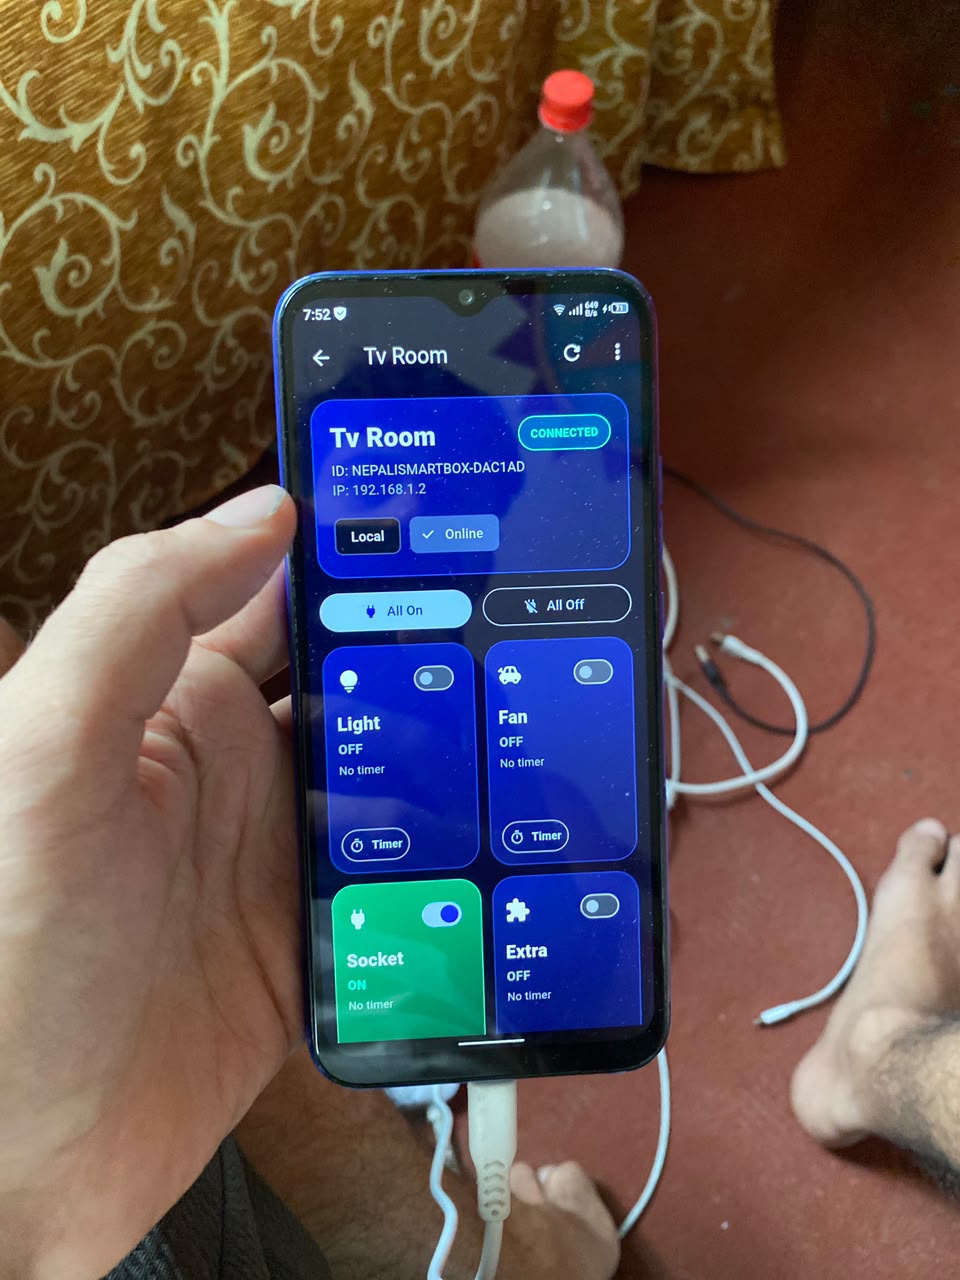 7:52
649
B/s
71
Tv Room
Tv Room
CONNECTED
ID: NEPALISMARTBOX-DAC1AD
IP: 192.168.1.2
Local
Online
All On
All Off
Light
OFF
No timer
Timer
Fan
OFF
No timer
Timer
Socket
ON
No timer
Extra
OFF
No timer